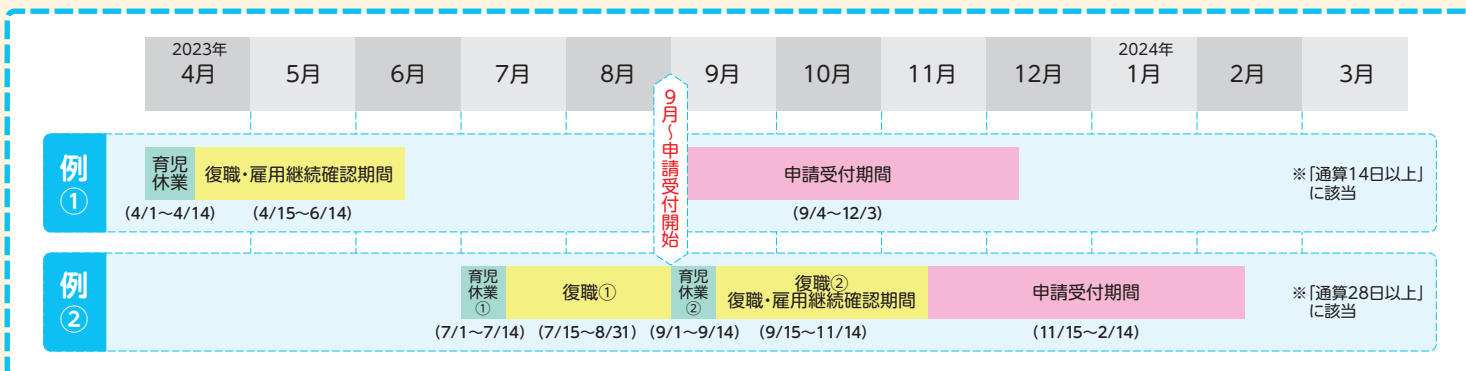 2023年
4月 5月 6月 7月 8月 9月 10月 11月 12月
2024年
1月 2月 3月
9月～申請受付開始
例
①
育児
休業
復職・雇用継続確認期間
申請受付期間
(4/1～4/14)
(4/15～6/14)
(9/4～12/3)
※「通算14日以上」
に該当
例
②
育児
休業
①
復職①
育児
休業
②
復職②
復職・雇用継続確認期間
申請受付期間
(7/1～7/14)
(7/15～8/31)
(9/1～9/14)
(9/15～11/14)
(11/15～2/14)
※「通算28日以上」
に該当